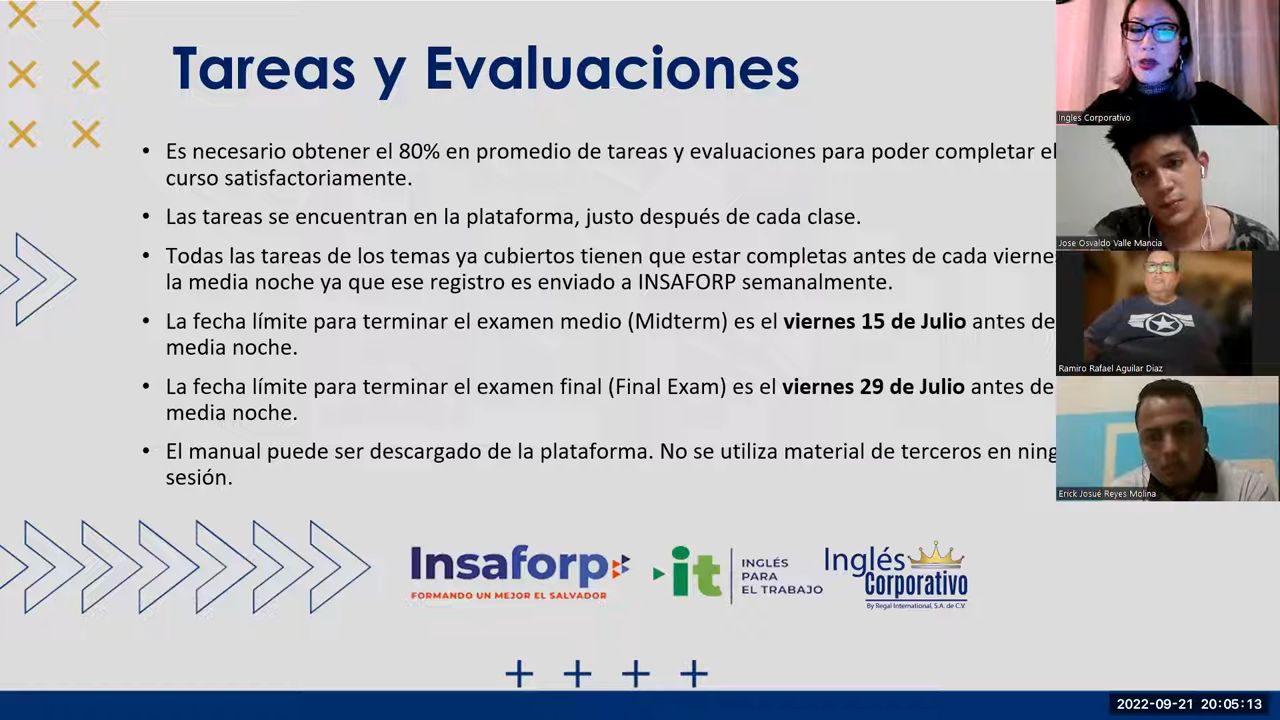 Tareas y Evaluaciones
• Es necesario obtener el 80% en promedio de tareas y evaluaciones para poder completar el
curso satisfactoriamente.
• Las tareas se encuentran en la plataforma, justo después de cada clase.
• Todas las tareas de los temas ya cubiertos tienen que estar completas antes de cada vierne
la media noche ya que ese registro es enviado a INSAFORP semanalmente.
• La fecha límite para terminar el examen medio (Midterm) es el viernes 15 de Julio antes de
media noche.
• La fecha límite para terminar el examen final (Final Exam) es el viernes 29 de Julio antes de
media noche.
• El manual puede ser descargado de la plataforma. No se utiliza material de terceros en ning
sesión.
Insaforp
FORMANDO UN MEJOR EL SALVADOR
it
INGLÉS
PARA
EL TRABAJO
Inglés
Corporativo
By Regal International, S.A. de C.V.
Ingles Corporativo
Jose Osvaldo Valle Mancia
Ramiro Rafael Aguilar Diaz
Erick Josué Reyes Molina
2022-09-21 20:05:13